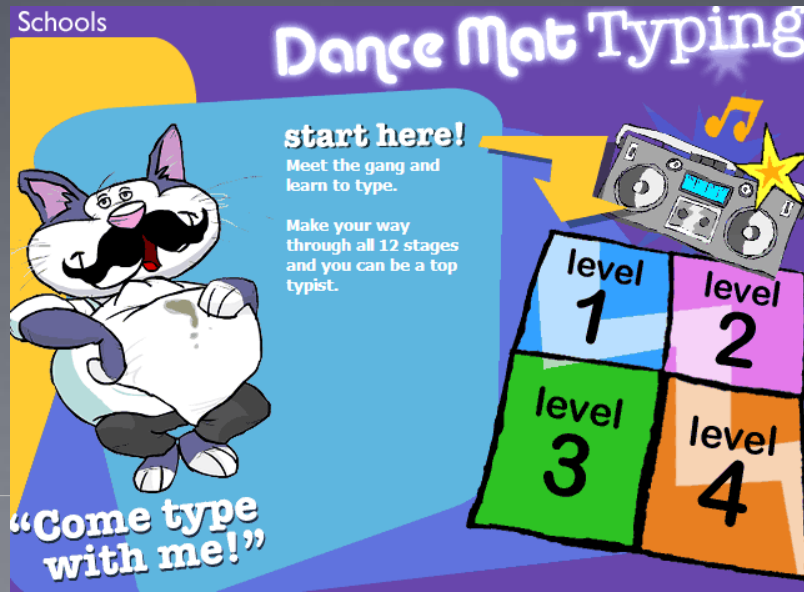 Schools
Dance Mat Typing
start here!
Meet the gang and
learn to type.
Make your way
through all 12 stages
and you can be a top
typist.
level
1
level
2
level
3
level
4
“Come type
with me!”